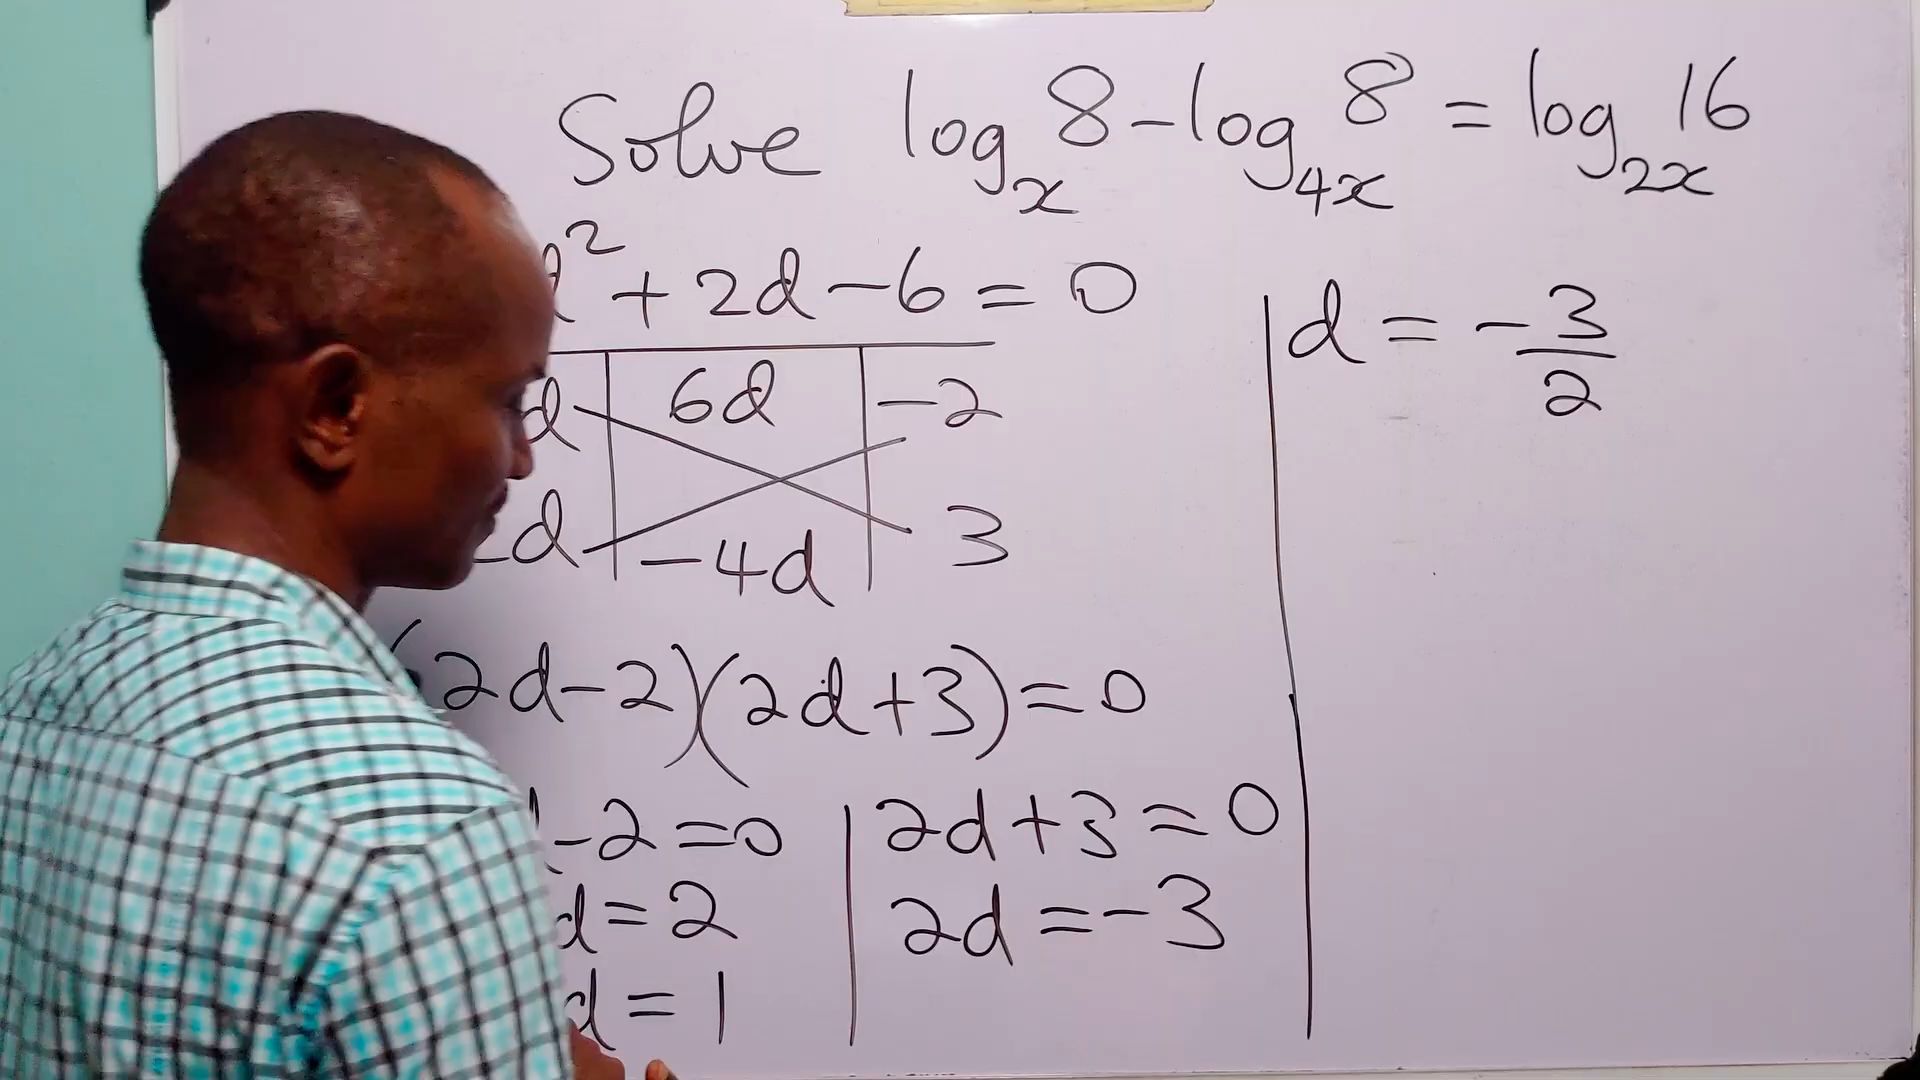 Solve log_x 8 - log_4x 8 = log_2x 16
d² + 2d - 6 = 0
d 6d -2
2d -4d 3
(2d-2)(2d+3) = 0
-2 = 0
d = 2
d = 1
2d + 3 = 0
2d = -3
d = -3/2